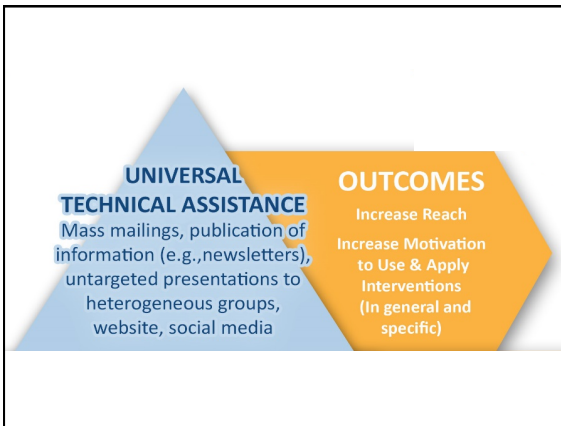 UNIVERSAL
TECHNICAL ASSISTANCE
Mass mailings, publication of
information (e.g.,newsletters),
untargeted presentations to
heterogeneous groups,
website, social media
OUTCOMES
Increase Reach
Increase Motivation
to Use & Apply
Interventions
(In general and
specific)